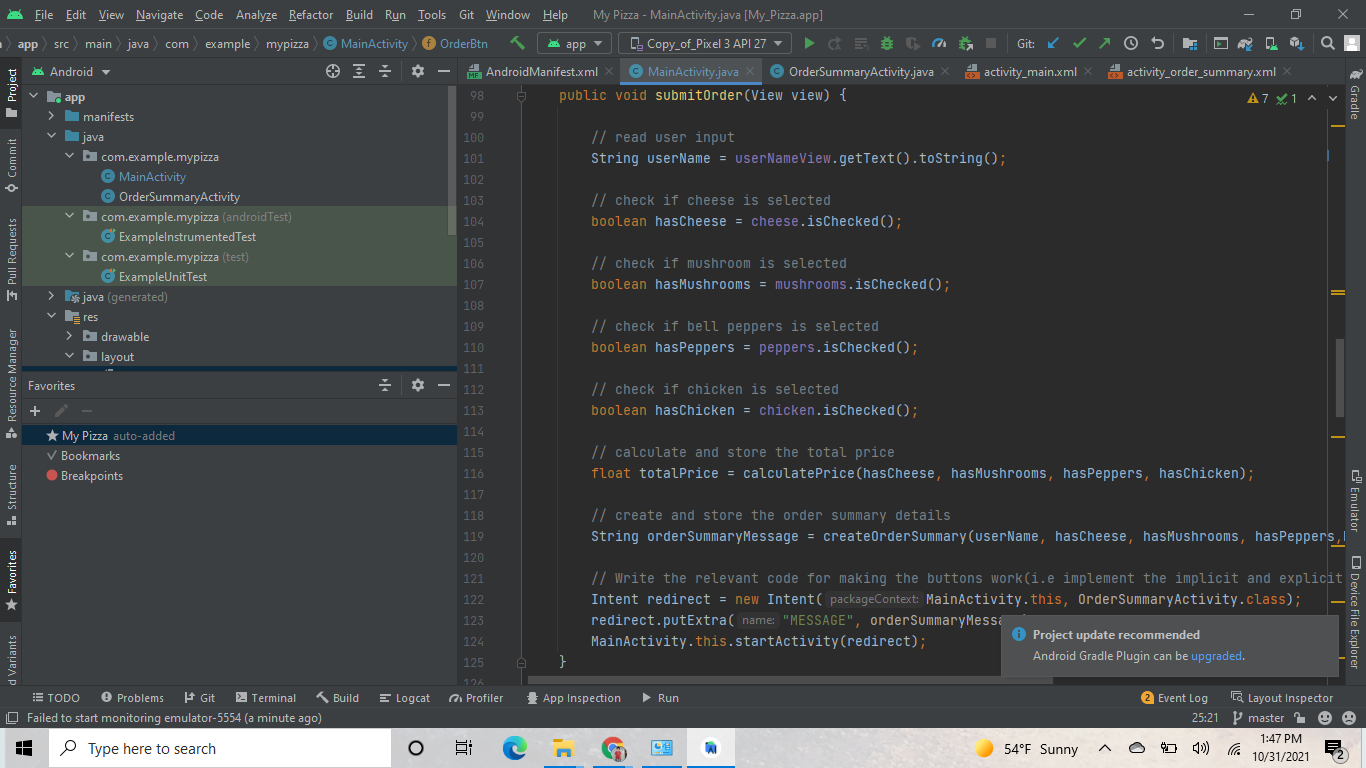 File Edit View Navigate Code Analyze Refactor Build Run Tools Git Window Help My Pizza - MainActivity.java [My_Pizza.app]
app src main java com example mypizza MainActivity OrderBtn app Copy_of_Pixel 3 API 27 Git:
Project
Commit
Pull Requests
Resource Manager
Structure
Favorites
d Variants
Android
app
manifests
java
com.example.mypizza
MainActivity
OrderSummaryActivity
com.example.mypizza (androidTest)
ExampleInstrumentedTest
com.example.mypizza (test)
ExampleUnitTest
java (generated)
res
drawable
layout
Favorites
My Pizza auto-added
Bookmarks
Breakpoints
AndroidManifest.xml MainActivity.java OrderSummaryActivity.java activity_main.xml activity_order_summary.xml
7 1
98 public void submitOrder(View view) {
99
100 // read user input
101 String userName = userNameView.getText().toString();
102
103 // check if cheese is selected
104 boolean hasCheese = cheese.isChecked();
105
106 // check if mushroom is selected
107 boolean hasMushrooms = mushrooms.isChecked();
108
109 // check if bell peppers is selected
110 boolean hasPeppers = peppers.isChecked();
111
112 // check if chicken is selected
113 boolean hasChicken = chicken.isChecked();
114
115 // calculate and store the total price
116 float totalPrice = calculatePrice(hasCheese, hasMushrooms, hasPeppers, hasChicken);
117
118 // create and store the order summary details
119 String orderSummaryMessage = createOrderSummary(userName, hasCheese, hasMushrooms, hasPeppers,
120
121 // Write the relevant code for making the buttons work(i.e implement the implicit and explicit
122 Intent redirect = new Intent( packageContext: MainActivity.this, OrderSummaryActivity.class);
123 redirect.putExtra( name: "MESSAGE", orderSummaryMessa
124 MainActivity.this.startActivity(redirect);
125 }
126
Project update recommended
Android Gradle Plugin can be upgraded.
Gradle
Emulator
Device File Explorer
TODO Problems Git Terminal Build Logcat Profiler App Inspection Run 2 Event Log Layout Inspector
Failed to start monitoring emulator-5554 (a minute ago) 25:21 master
Type here to search
54°F Sunny
1:47 PM
10/31/2021
2